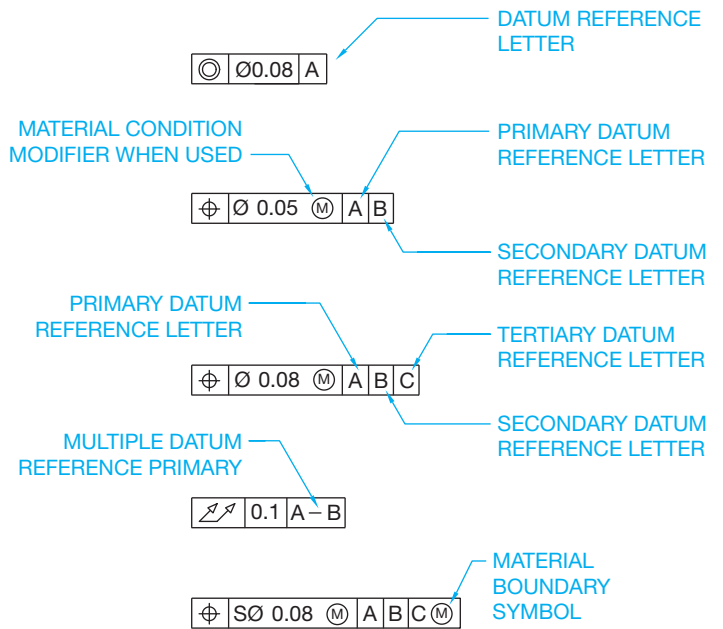 DATUM REFERENCE
LETTER
◎ Ø0.08 A
MATERIAL CONDITION
MODIFIER WHEN USED
PRIMARY DATUM
REFERENCE LETTER
⌖ Ø 0.05 Ⓜ A B
SECONDARY DATUM
REFERENCE LETTER
PRIMARY DATUM
REFERENCE LETTER
TERTIARY DATUM
REFERENCE LETTER
⌖ Ø 0.08 Ⓜ A B C
SECONDARY DATUM
REFERENCE LETTER
MULTIPLE DATUM
REFERENCE PRIMARY
⌰ 0.1 A – B
MATERIAL
BOUNDARY
SYMBOL
⌖ SØ 0.08 Ⓜ A B C Ⓜ